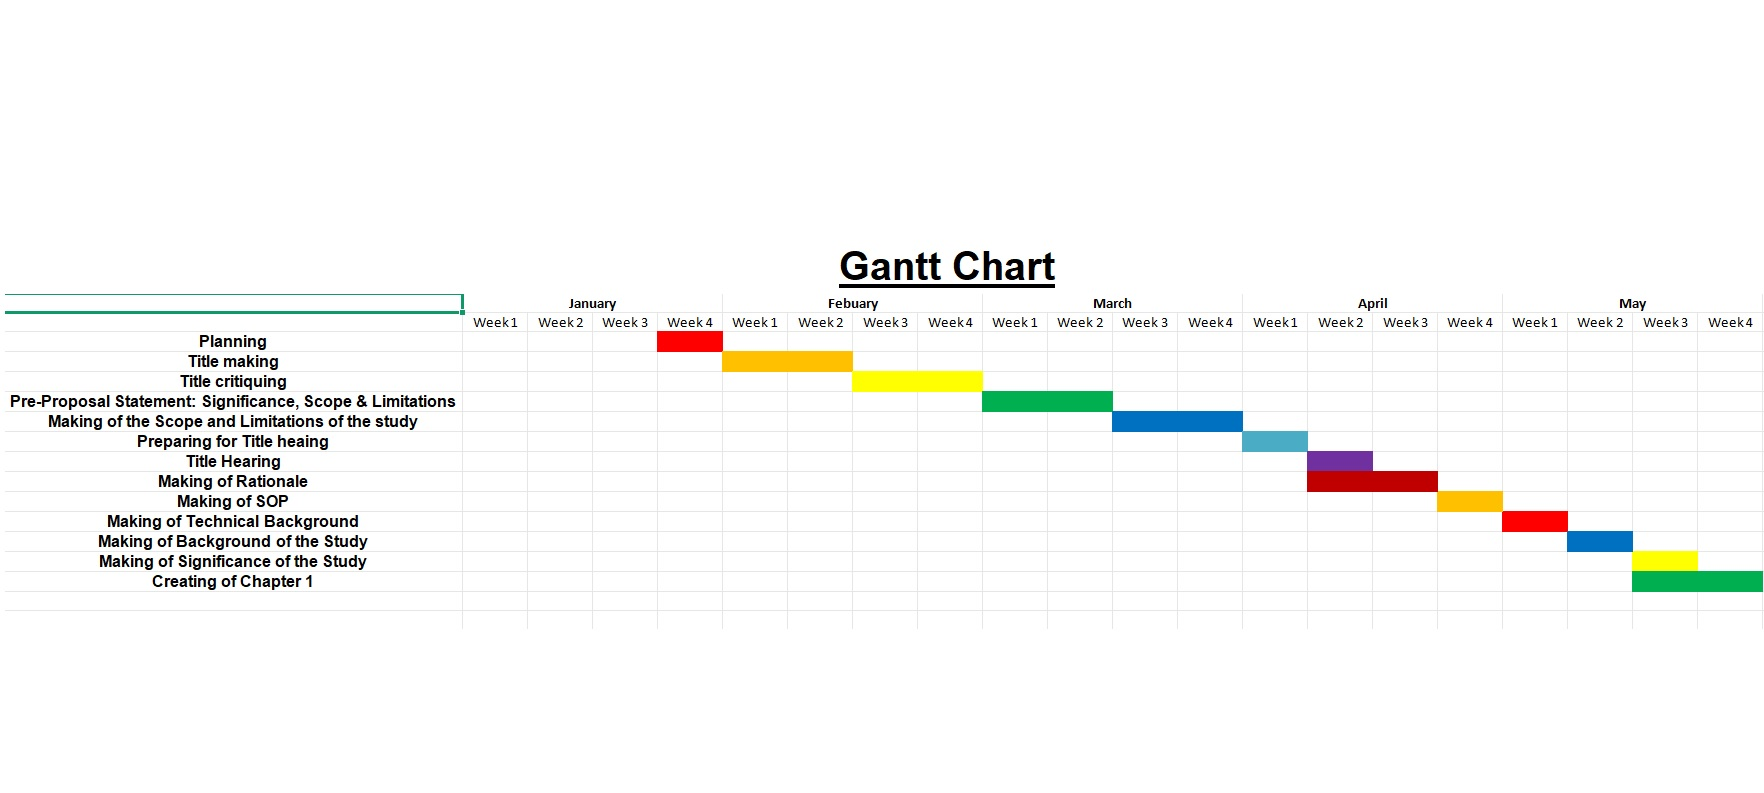 Gantt Chart
January Febuary March April May
Week 1 Week 2 Week 3 Week 4 Week 1 Week 2 Week 3 Week 4 Week 1 Week 2 Week 3 Week 4 Week 1 Week 2 Week 3 Week 4 Week 1 Week 2 Week 3 Week 4
Planning
Title making
Title critiquing
Pre-Proposal Statement: Significance, Scope & Limitations
Making of the Scope and Limitations of the study
Preparing for Title heaing
Title Hearing
Making of Rationale
Making of SOP
Making of Technical Background
Making of Background of the Study
Making of Significance of the Study
Creating of Chapter 1